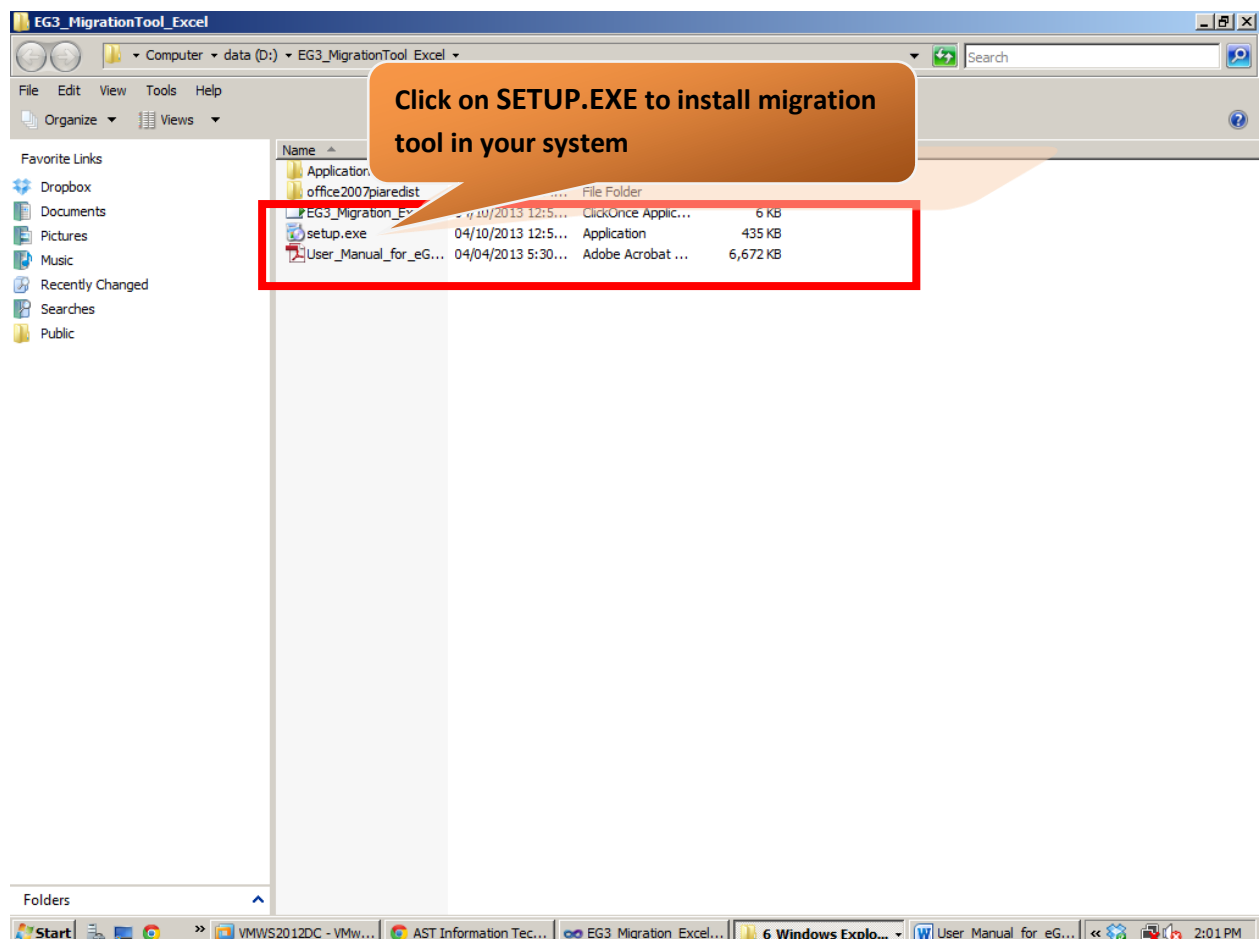 EG3_MigrationTool_Excel
Computer data (D:) EG3_MigrationTool_Excel
Search
File Edit View Tools Help
Click on SETUP.EXE to install migration
tool in your system
Organize Views
Favorite Links
Name
Dropbox
Application
office2007piaredist File Folder
Documents
EG3_Migration_Ex 12:5... ClickOnce Applic... 6 KB
Pictures
setup.exe 04/10/2013 12:5... Application 435 KB
Music
User_Manual_for_eG... 04/04/2013 5:30... Adobe Acrobat ... 6,672 KB
Recently Changed
Searches
Public
Folders
Start » VMWS2012DC - VMw... AST Information Tec... EG3_Migration_Excel... 6 Windows Explo... User_Manual_for_eG... « 2:01 PM